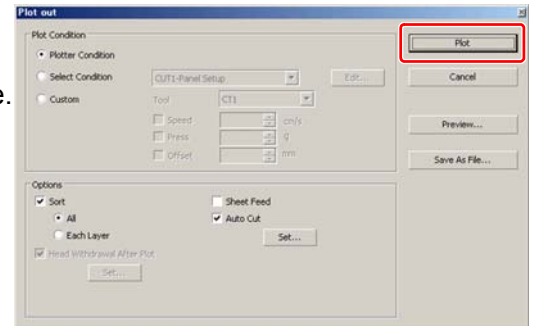 Plot out
Plot Condition
Plotter Condition
Select Condition
CUT1-Panel Setup
Edit...
Custom
Tool
CT1
Speed
cm/s
Press
g
Offset
mm
Plot
Cancel
Preview...
Save As File...
e.
Options
Sort
All
Each Layer
Sheet Feed
Auto Cut
Set...
Head Withdrawal After Plot
Set...